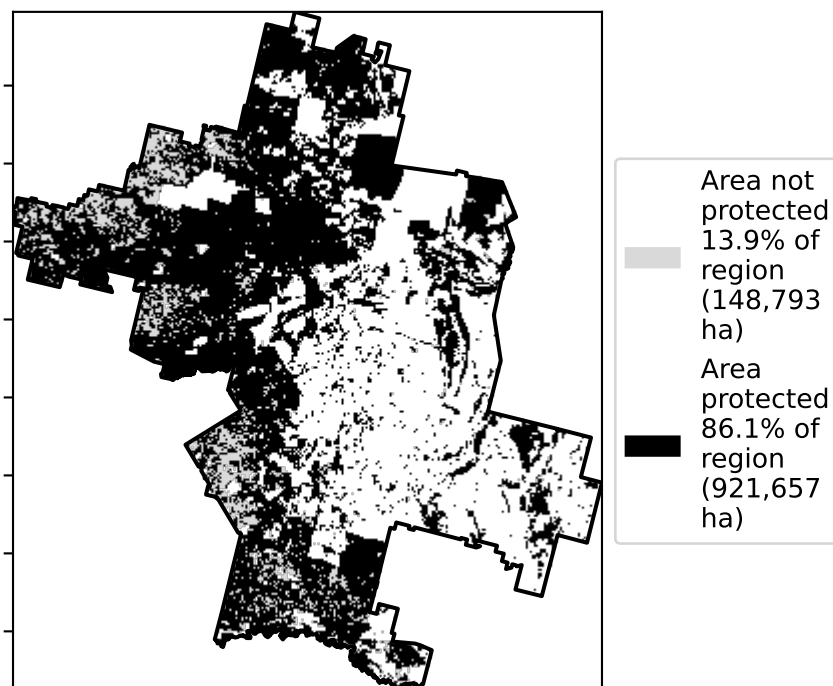 Area not
protected
13.9% of
region
(148,793
ha)
Area
protected
86.1% of
region
(921,657
ha)